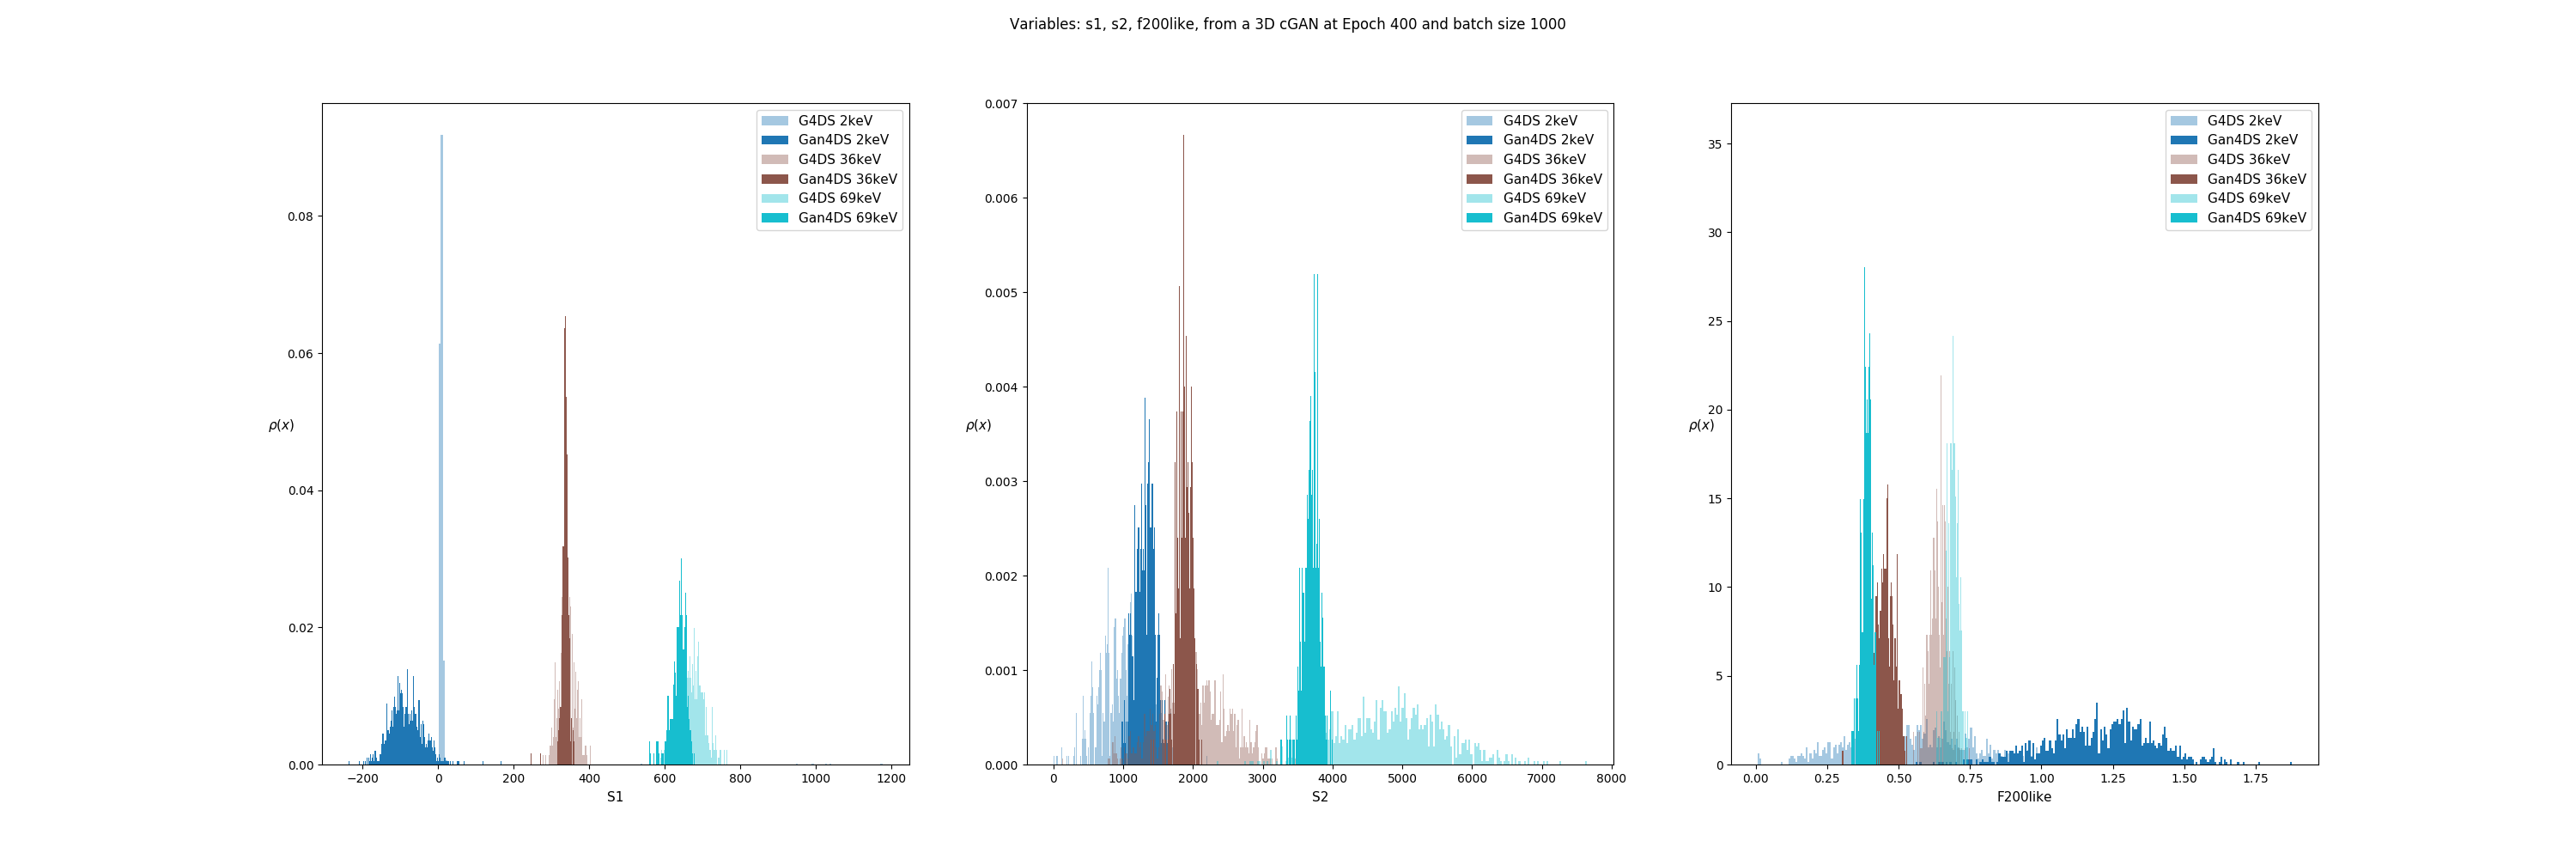 Variables: s1, s2, f200like, from a 3D cGAN at Epoch 400 and batch size 1000
G4DS 2keV
Gan4DS 2keV
G4DS 36keV
Gan4DS 36keV
G4DS 69keV
Gan4DS 69keV
0.08
0.06
0.04
0.02
0.00
ρ(x)
−200 0 200 400 600 800 1000 1200
S1
G4DS 2keV
Gan4DS 2keV
G4DS 36keV
Gan4DS 36keV
G4DS 69keV
Gan4DS 69keV
0.007
0.006
0.005
0.004
0.003
0.002
0.001
0.000
ρ(x)
0 1000 2000 3000 4000 5000 6000 7000 8000
S2
G4DS 2keV
Gan4DS 2keV
G4DS 36keV
Gan4DS 36keV
G4DS 69keV
Gan4DS 69keV
35
30
25
20
15
10
5
0
ρ(x)
0.00 0.25 0.50 0.75 1.00 1.25 1.50 1.75
F200like